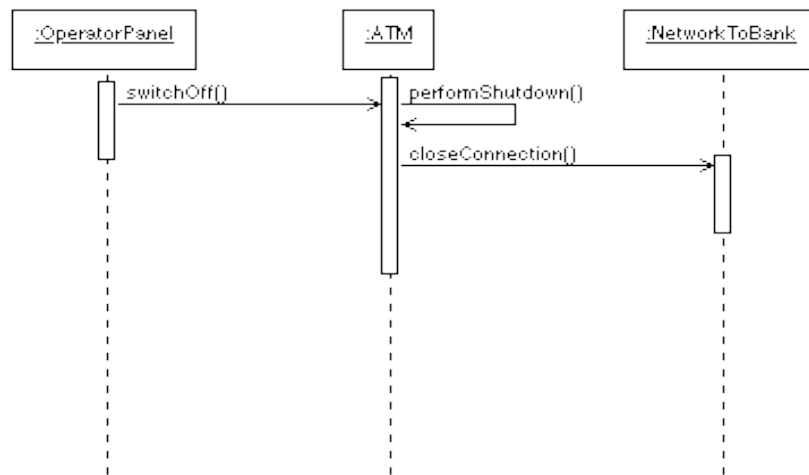 :OperatorPanel
:ATM
:NetworkToBank
switchOff()
performShutdown()
closeConnection()